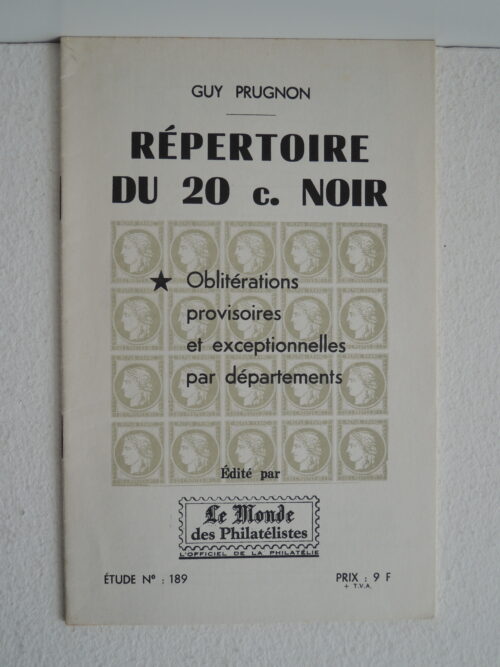 GUY PRUGNON
RÉPERTOIRE
DU 20 c. NOIR
★ Oblitérations
provisoires
et exceptionnelles
par départements
Édité par
Le Monde
des Philatélistes
L'OFFICIEL DE LA PHILATÉLIE
ÉTUDE Nº : 189
PRIX : 9 F
+ T.V.A.